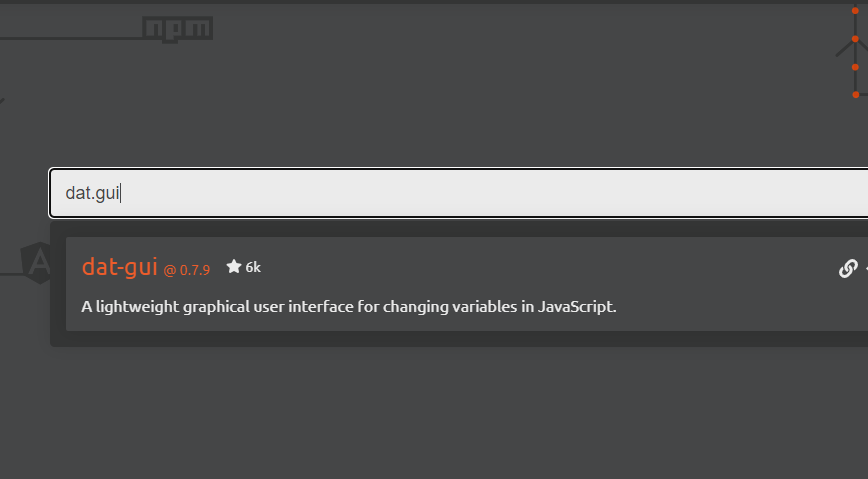 npm
dat.gui
dat-gui @ 0.7.9 6k
A lightweight graphical user interface for changing variables in JavaScript.